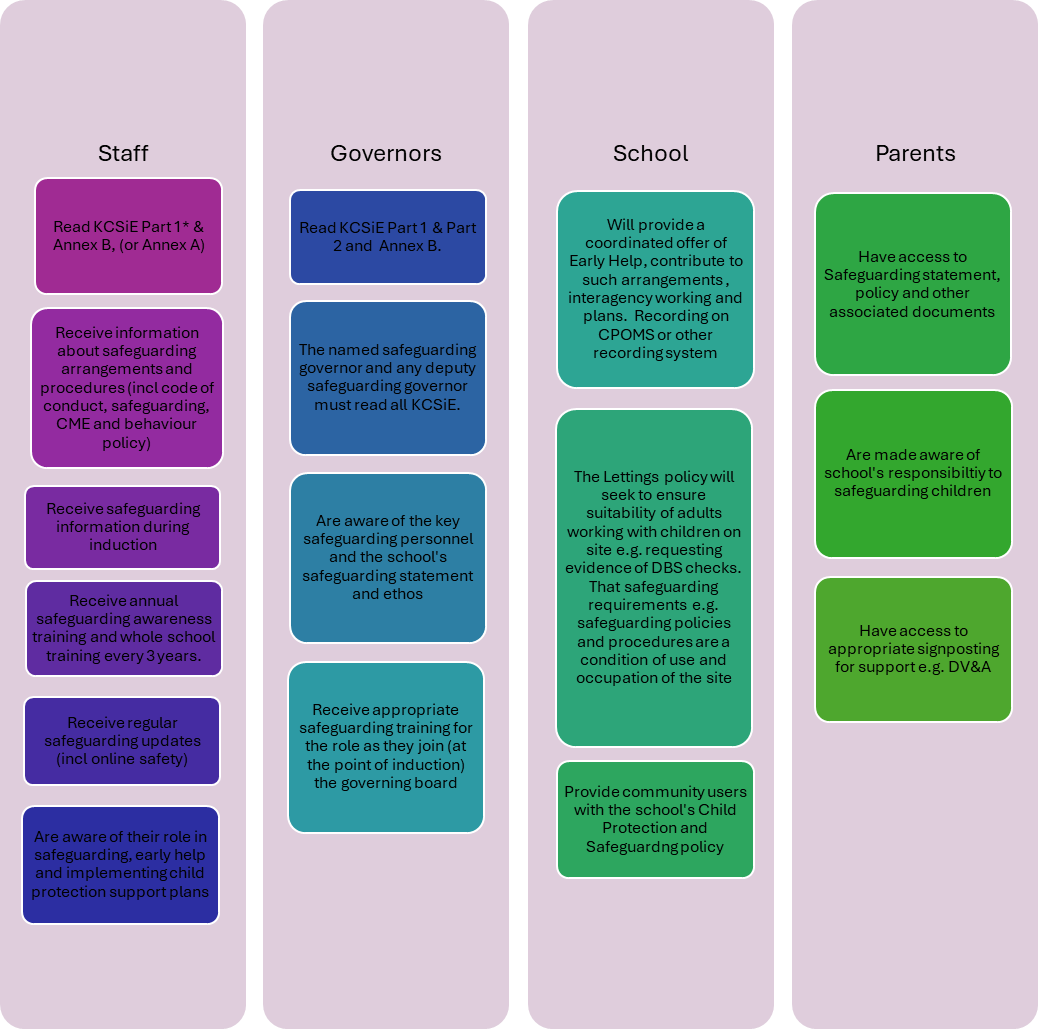 Staff
Read KCSiE Part 1* &
Annex B, (or Annex A)
Receive information
about safeguarding
arrangements and
procedures (incl code of
conduct, safeguarding,
CME and behaviour
policy)
Receive safeguarding
information during
induction
Receive annual
safeguarding awareness
training and whole school
training every 3 years.
Receive regular
safeguarding updates
(incl online safety)
Are aware of their role in
safeguarding, early help
and implementing child
protection support plans
Governors
Read KCSiE Part 1 & Part
2 and Annex B.
The named safeguarding
governor and any deputy
safeguarding governor
must read all KCSiE.
Are aware of the key
safeguarding personnel
and the school's
safeguarding statement
and ethos
Receive appropriate
safeguarding training for
the role as they join (at
the point of induction)
the governing board
School
Will provide a
coordinated offer of
Early Help, contribute to
such arrangements ,
interagency working and
plans. Recording on
CPOMS or other
recording system
The Lettings policy will
seek to ensure
suitability of adults
working with children on
site e.g. requesting
evidence of DBS checks.
That safeguarding
requirements e.g.
safeguarding policies
and procedures are a
condition of use and
occupation of the site
Provide community users
with the school's Child
Protection and
Safeguardng policy
Parents
Have access to
Safeguarding statement,
policy and other
associated documents
Are made aware of
school's responsibiltiy to
safeguarding children
Have access to
appropriate signposting
for support e.g. DV&A